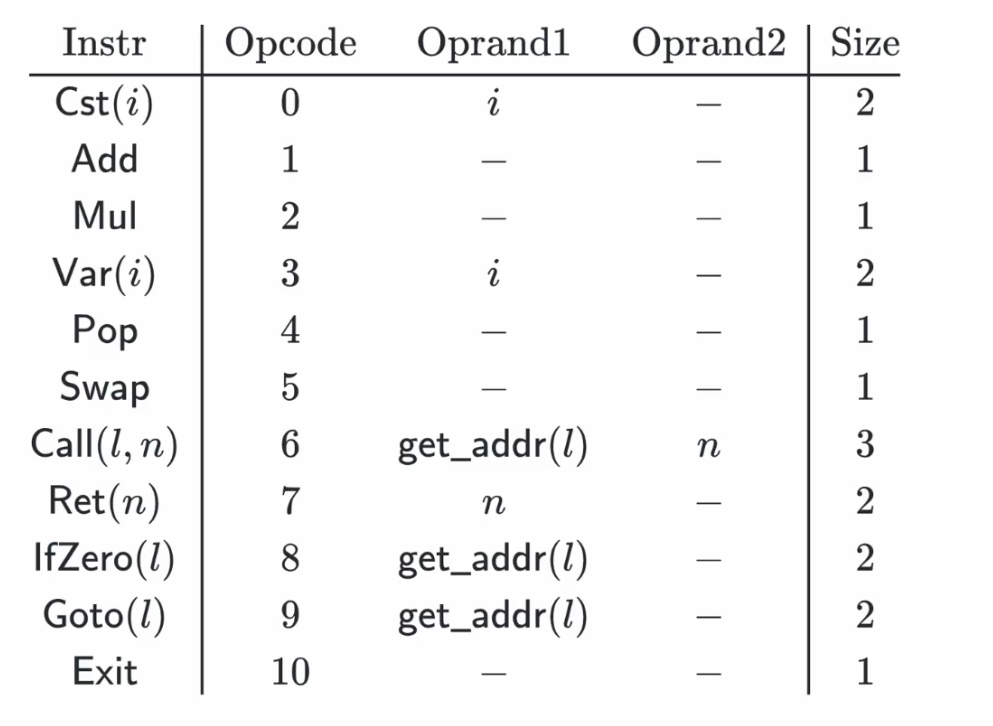 Instr Opcode Oprand1 Oprand2 Size
Cst(i) 0 i – 2
Add 1 – – 1
Mul 2 – – 1
Var(i) 3 i – 2
Pop 4 – – 1
Swap 5 – – 1
Call(l, n) 6 get_addr(l) n 3
Ret(n) 7 n – 2
IfZero(l) 8 get_addr(l) – 2
Goto(l) 9 get_addr(l) – 2
Exit 10 – – 1